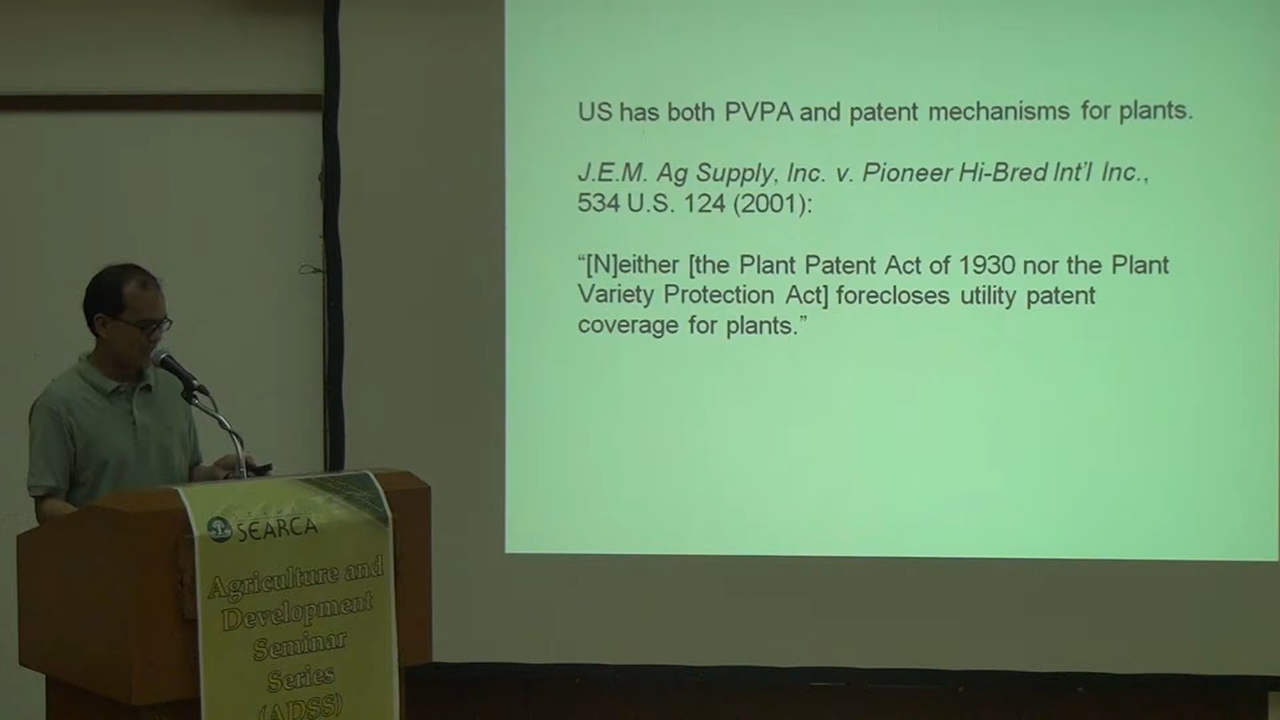 US has both PVPA and patent mechanisms for plants.
J.E.M. Ag Supply, Inc. v. Pioneer Hi-Bred Int'l Inc.,
534 U.S. 124 (2001):
“[N]either [the Plant Patent Act of 1930 nor the Plant
Variety Protection Act] forecloses utility patent
coverage for plants.”
SEARCA
Agriculture and
Development
Seminar
Series
(ADSS)